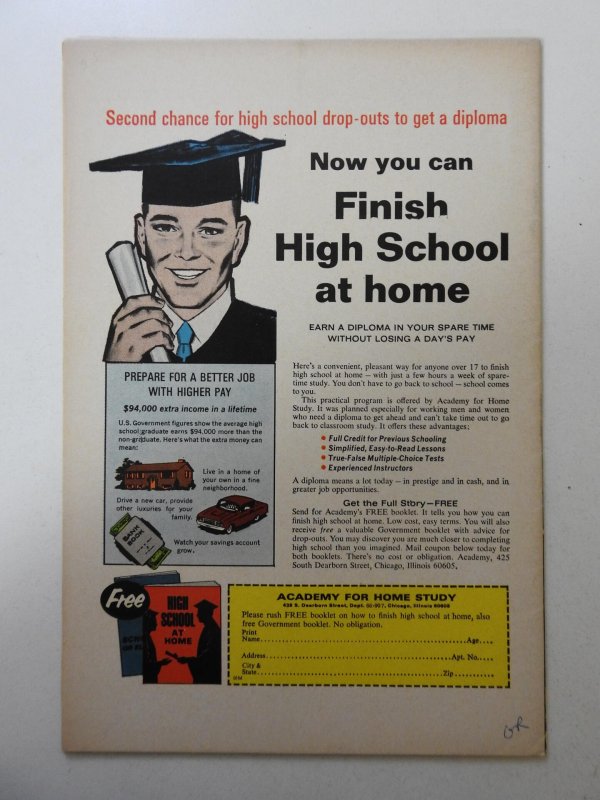 Second chance for high school drop-outs to get a diploma
Now you can
Finish
High School
at home
EARN A DIPLOMA IN YOUR SPARE TIME
WITHOUT LOSING A DAY'S PAY
PREPARE FOR A BETTER JOB
WITH HIGHER PAY
$94,000 extra income in a lifetime
U.S. Government figures show the average high
school graduate earns $94,000 more than the
non-graduate. Here's what the extra money can
mean:
Live in a home of
your own in a fine
neighborhood.
Drive a new car, provide
other luxuries for your
family.
BANK
BOOK
Watch your savings account
grow.
Here's a convenient, pleasant way for anyone over 17 to finish
high school at home – with just a few hours a week of spare-
time study. You don't have to go back to school – school comes
to you.
This practical program is offered by Academy for Home
Study. It was planned especially for working men and women
who need a diploma to get ahead and can't take time out to go
back to classroom study. It offers these advantages:
• Full Credit for Previous Schooling
• Simplified, Easy-to-Read Lessons
• True-False Multiple-Choice Tests
• Experienced Instructors
A diploma means a lot today – in prestige and in cash, and in
greater job opportunities.
Get the Full Story—FREE
Send for Academy's FREE booklet. It tells you how you can
finish high school at home. Low cost, easy terms. You will also
receive free a valuable Government booklet with advice for
drop-outs. You may discover you are much closer to completing
high school than you imagined. Mail coupon below today for
both booklets. There's no cost or obligation. Academy, 425
South Dearborn Street, Chicago, Illinois 60605.
Free
HIGH
SCHOOL
AT
HOME
ACADEMY FOR HOME STUDY
425 S. Dearborn Street, Dept. Chicago, Illinois 60605
Please rush FREE booklet on how to finish high school at home, also
free Government booklet. No obligation.
Print
Name Age
Address Apt. No.
City &
State Zip